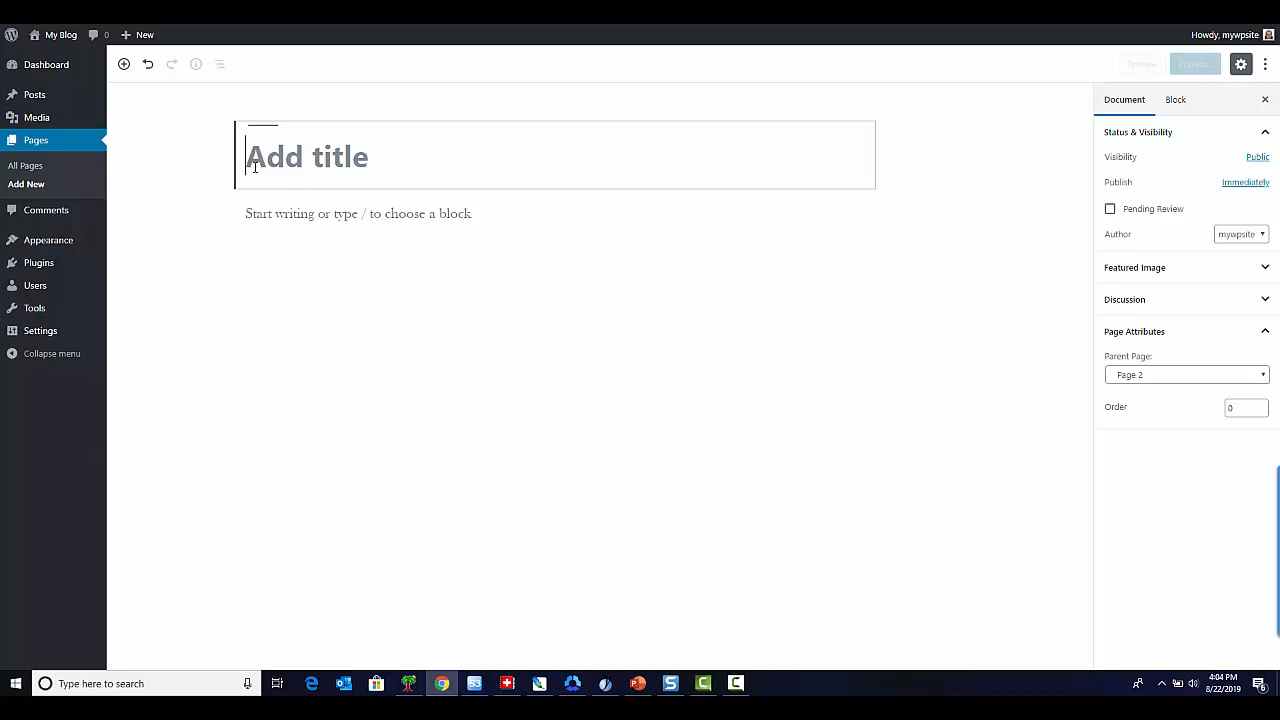 My Blog 0 New Howdy, mywpsite
Dashboard
Posts
Media
Pages
All Pages
Add New
Comments
Appearance
Plugins
Users
Tools
Settings
Collapse menu
Preview Publish...
Add title
Start writing or type / to choose a block
Document Block
Status & Visibility
Visibility Public
Publish Immediately
Pending Review
Author mywpsite
Featured Image
Discussion
Page Attributes
Parent Page:
Page 2
Order 0
Type here to search
4:04 PM
8/22/2019